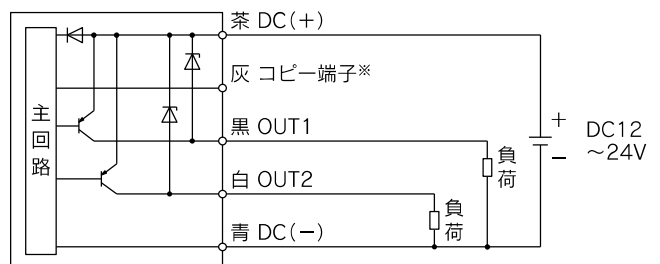 茶 DC(+)
灰 コピー端子※
主回路
黒 OUT1
+
DC12
～24V
−
負荷
白 OUT2
負荷
青 DC(−)